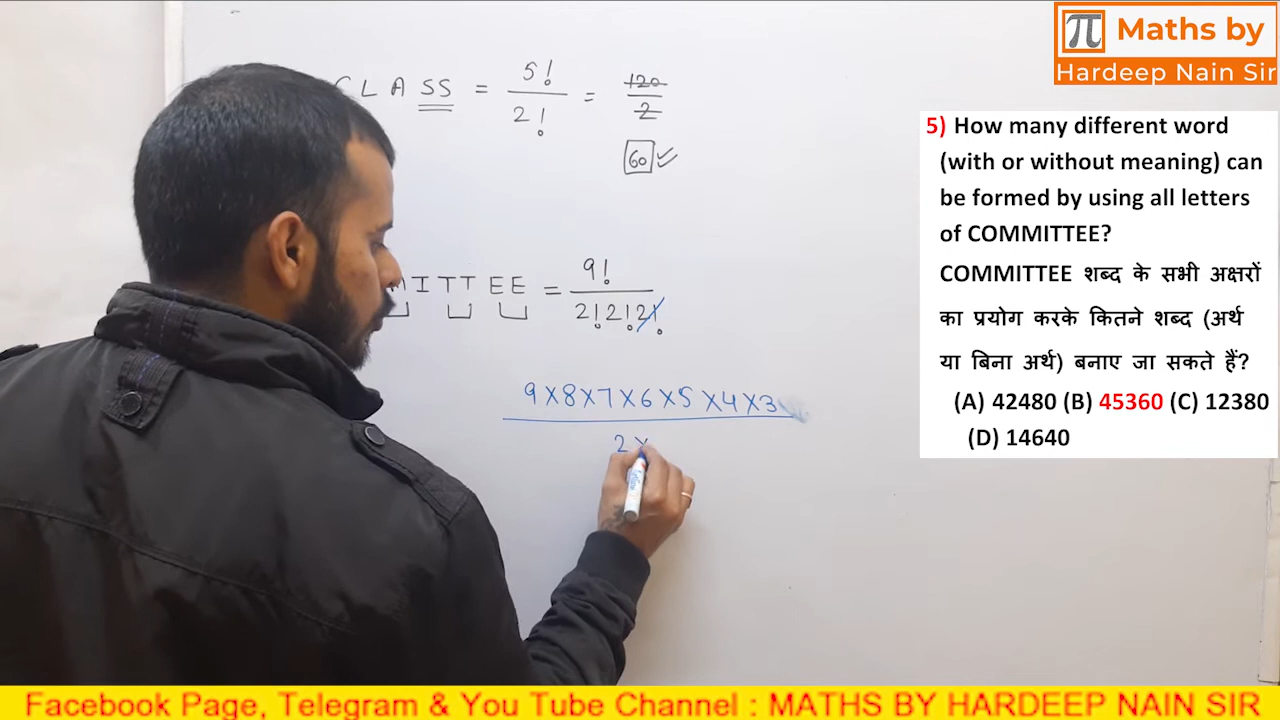 π Maths by
Hardeep Nain Sir
C L A S S = 5! / 2! = 120 / 2
60 ✓✓
M I T T E E = 9! / 2! 2! 2!
9 X 8 X 7 X 6 X 5 X 4 X 3
2 X
5) How many different word
(with or without meaning) can
be formed by using all letters
of COMMITTEE?
COMMITTEE शब्द के सभी अक्षरों
का प्रयोग करके कितने शब्द (अर्थ
या बिना अर्थ) बनाए जा सकते हैं?
(A) 42480 (B) 45360 (C) 12380
(D) 14640
Facebook Page, Telegram & You Tube Channel : MATHS BY HARDEEP NAIN SIR